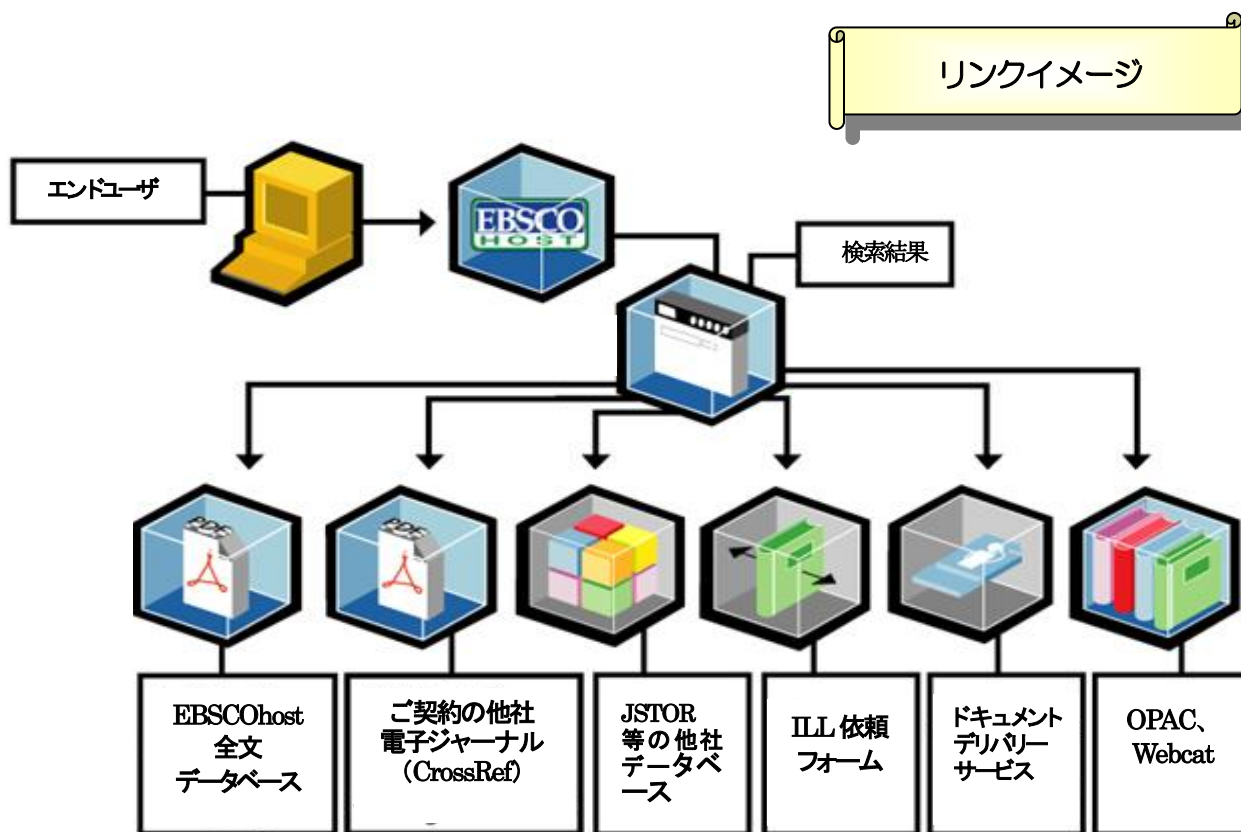 リンクイメージ
エンドユーザ
EBSCO
HOST
検索結果
PDF
PDF
EBSCOhost
全文
データベース
ご契約の他社
電子ジャーナル
（CrossRef）
JSTOR
等の他社
データベ
ース
ILL 依頼
フォーム
ドキュメント
デリバリー
サービス
OPAC、
Webcat